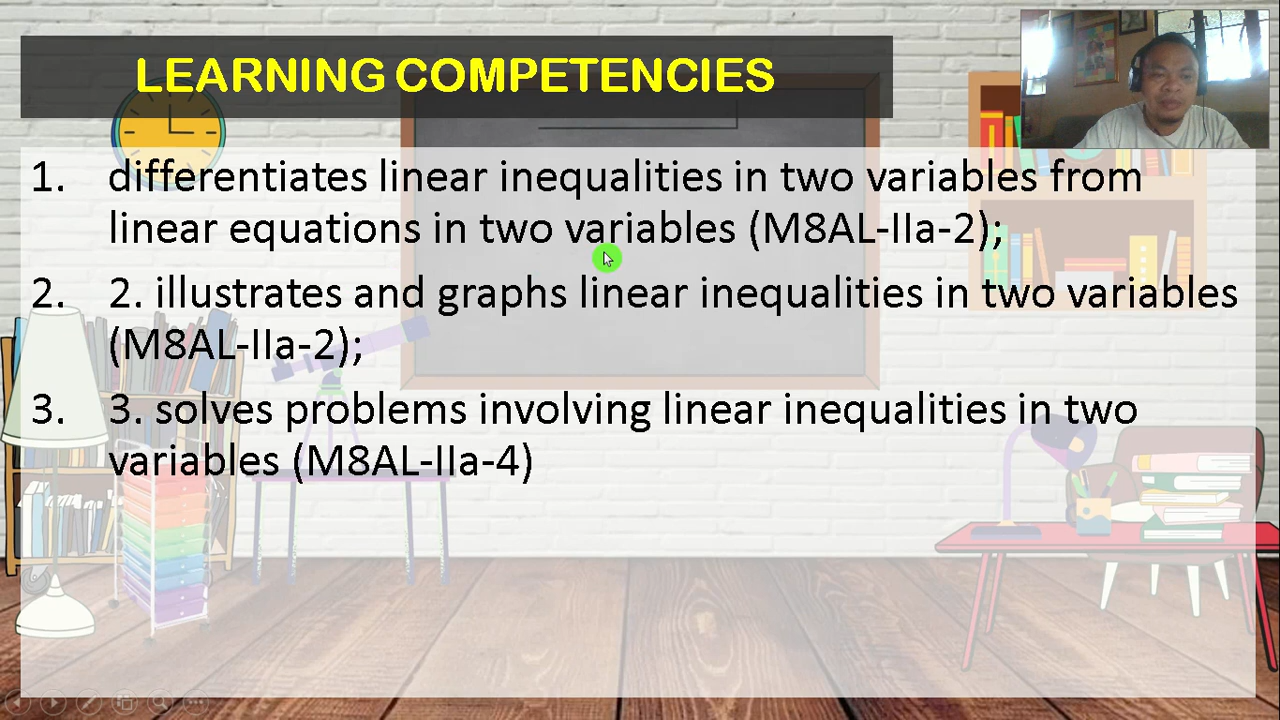 LEARNING COMPETENCIES
1. differentiates linear inequalities in two variables from
linear equations in two variables (M8AL-IIa-2);
2. 2. illustrates and graphs linear inequalities in two variables
(M8AL-IIa-2);
3. 3. solves problems involving linear inequalities in two
variables (M8AL-IIa-4)